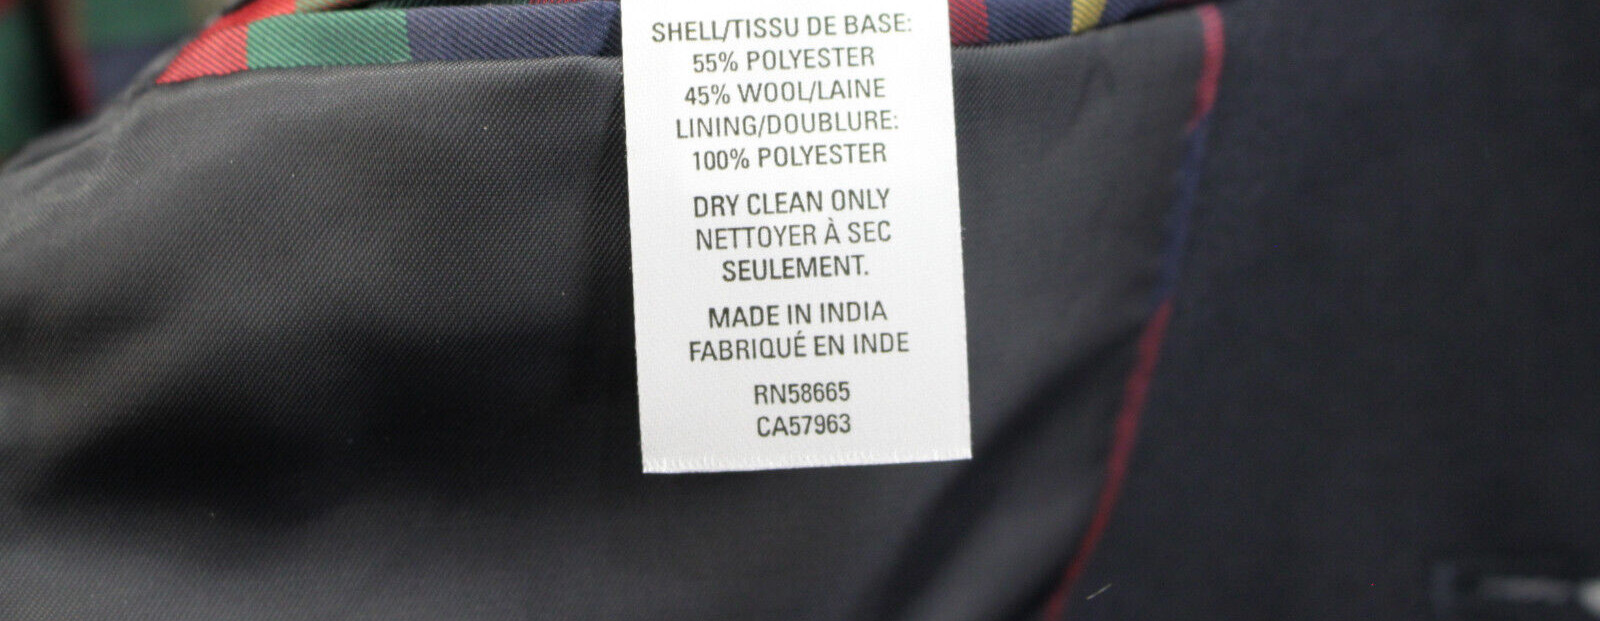 SHELL/TISSU DE BASE:
55% POLYESTER
45% WOOL/LAINE
LINING/DOUBLURE:
100% POLYESTER
DRY CLEAN ONLY
NETTOYER À SEC
SEULEMENT.
MADE IN INDIA
FABRIQUÉ EN INDE
RN58665
CA57963